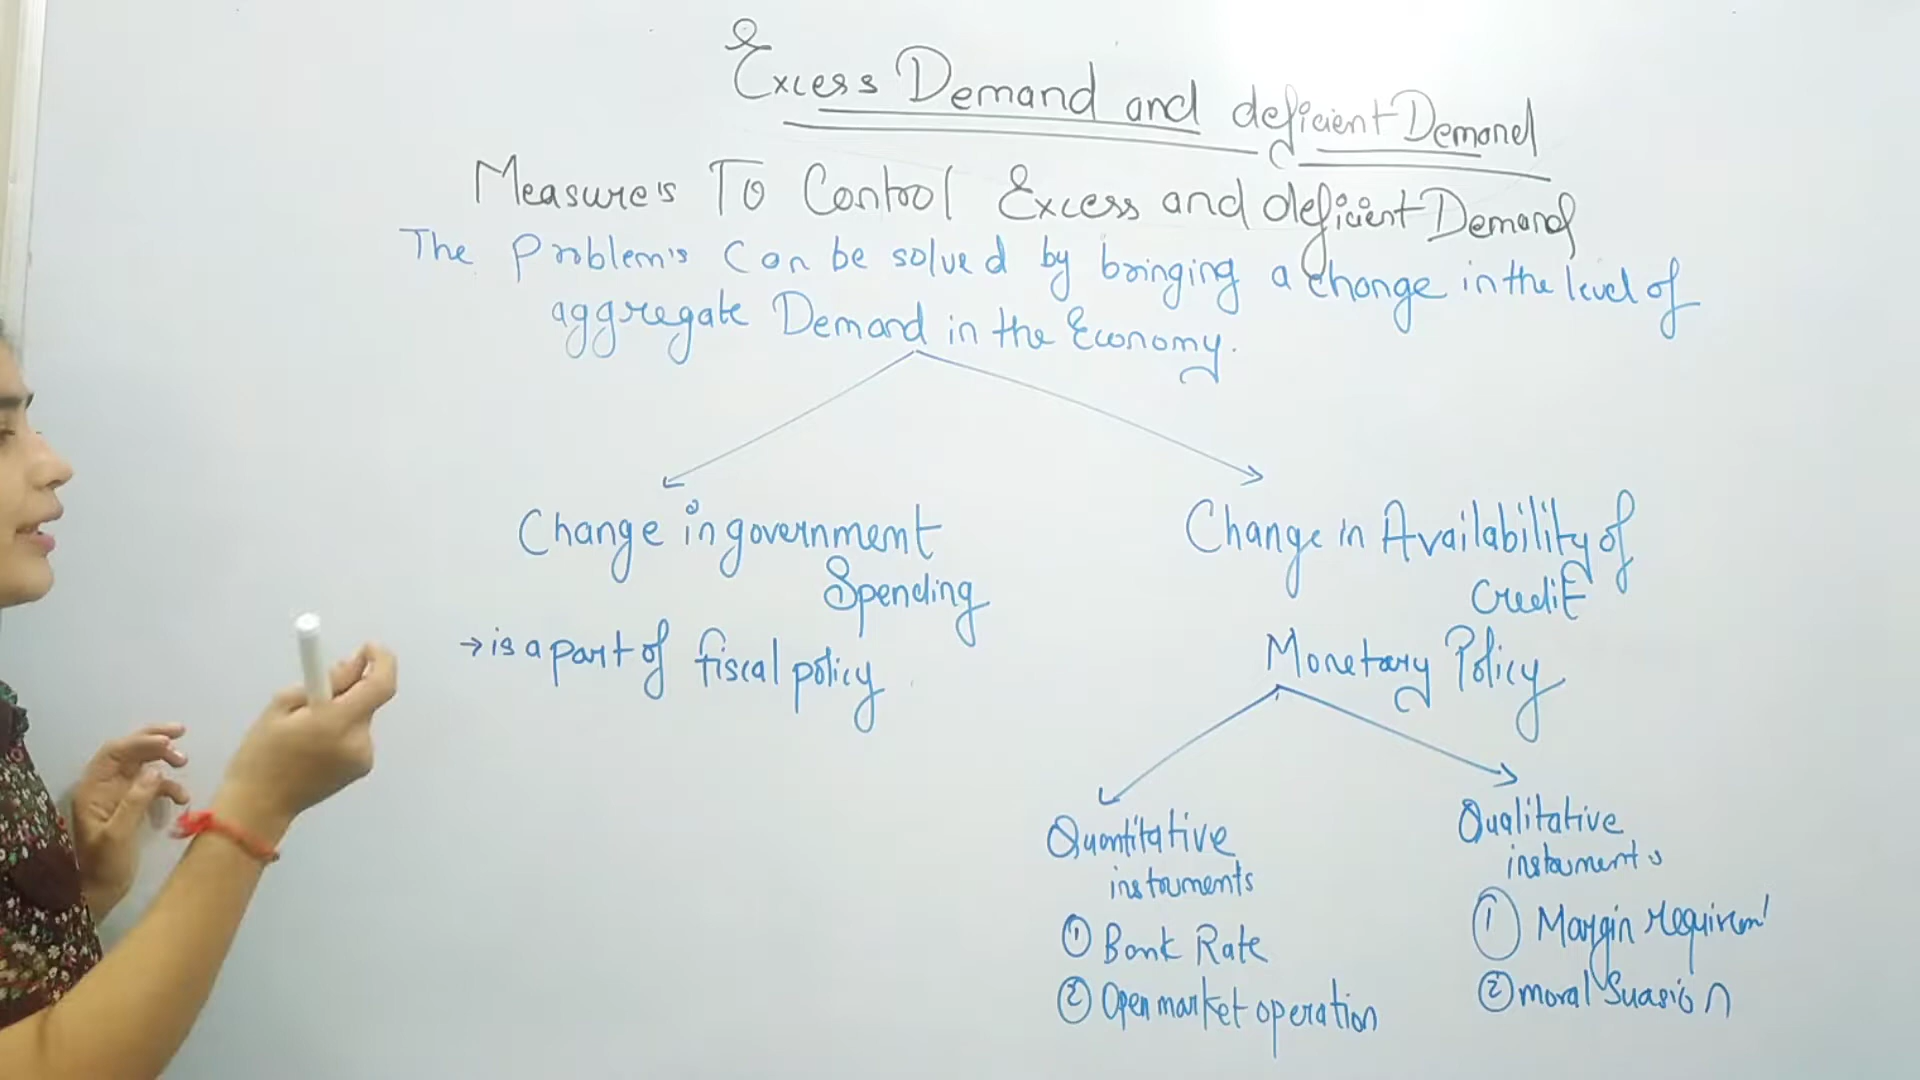 Excess Demand and deficient Demand
Measure's To Control Excess and deficient Demand
The Problem's Can be solved by bringing a change in the level of
aggregate Demand in the Economy.
Change in government
Spending
→ is a part of fiscal policy
Change in Availability of
Credit
Monetary Policy
Quantitative
instruments
① Bank Rate
② Open market operation
Qualitative
instruments
① Margin requirement
② moral Suasion